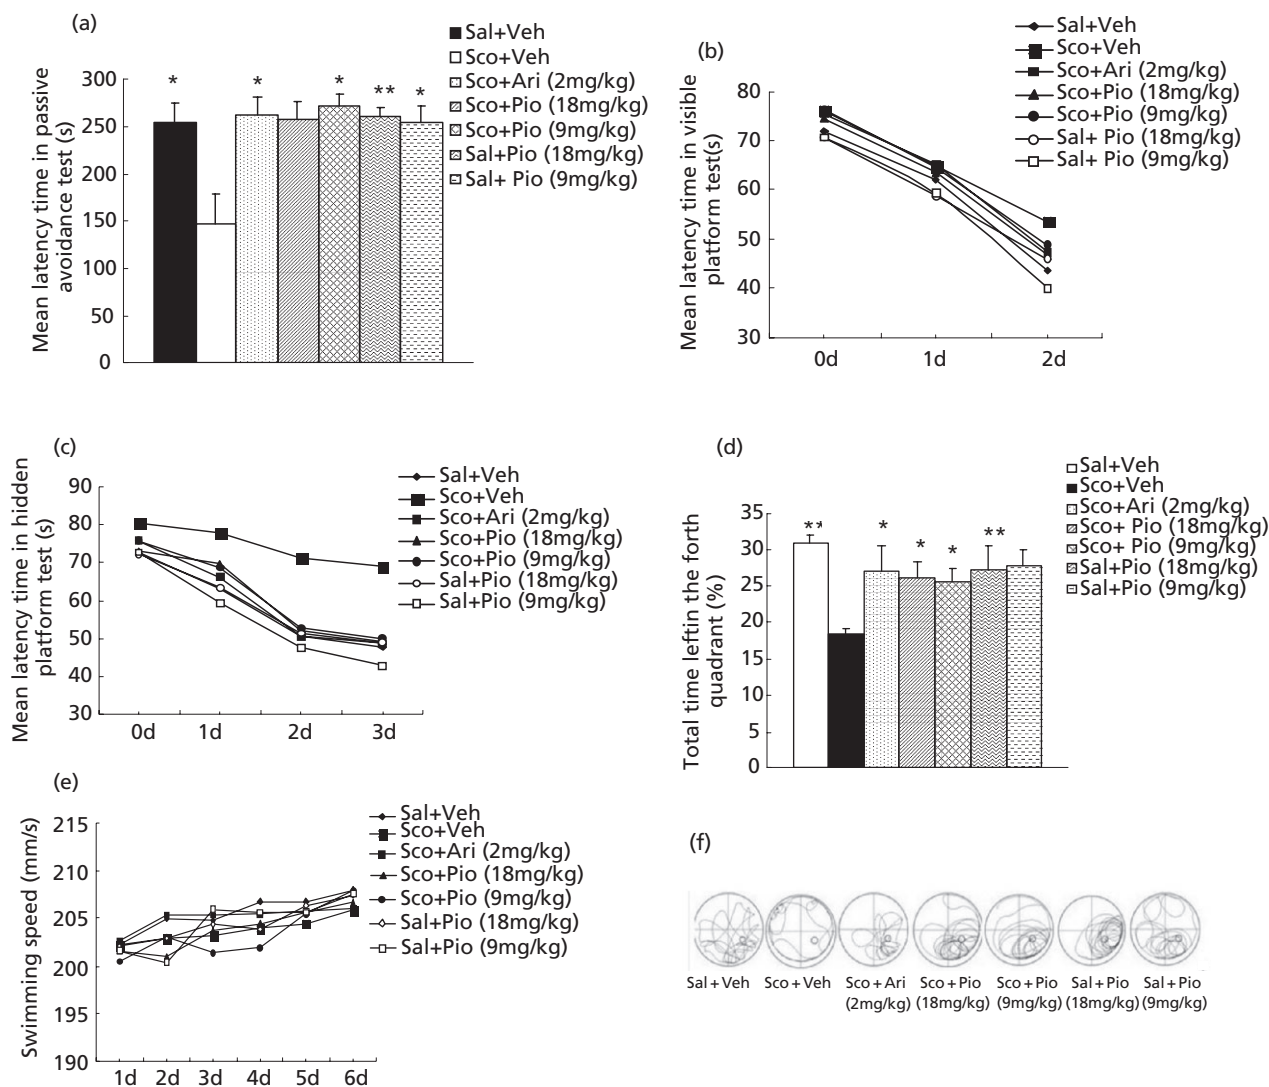 (a)
Sal+Veh
Sco+Veh
Sco+Ari (2mg/kg)
Sco+Pio (18mg/kg)
Sco+Pio (9mg/kg)
Sal+Pio (18mg/kg)
Sal+ Pio (9mg/kg)
Mean latency time in passive
avoidance test (s)
300
250
200
150
100
50
0
* * * ** *
(b)
Sal+Veh
Sco+Veh
Sco+Ari (2mg/kg)
Sco+Pio (18mg/kg)
Sco+Pio (9mg/kg)
Sal+ Pio (18mg/kg)
Sal+ Pio (9mg/kg)
Mean latency time in visible
platform test(s)
80
70
60
50
40
30
0d 1d 2d
(c)
Sal+Veh
Sco+Veh
Sco+Ari (2mg/kg)
Sco+Pio (18mg/kg)
Sco+Pio (9mg/kg)
Sal+Pio (18mg/kg)
Sal+Pio (9mg/kg)
Mean latency time in hidden
platform test (s)
90
80
70
60
50
40
30
0d 1d 2d 3d
(d)
Sal+Veh
Sco+Veh
Sco+Ari (2mg/kg)
Sco+ Pio (18mg/kg)
Sco+ Pio (9mg/kg)
Sal+Pio (18mg/kg)
Sal+Pio (9mg/kg)
Total time leftin the forth
quadrant (%)
35
30
25
20
15
10
5
0
** * * * **
(e)
Sal+Veh
Sco+Veh
Sco+Ari (2mg/kg)
Sco+Pio (18mg/kg)
Sco+Pio (9mg/kg)
Sal+Pio (18mg/kg)
Sal+Pio (9mg/kg)
Swimming speed (mm/s)
215
210
205
200
195
190
1d 2d 3d 4d 5d 6d
(f)
Sal + Veh Sco + Veh Sco + Ari Sco + Pio Sco + Pio Sal + Pio Sal + Pio
(2mg/kg) (18mg/kg) (9mg/kg) (18mg/kg) (9mg/kg)